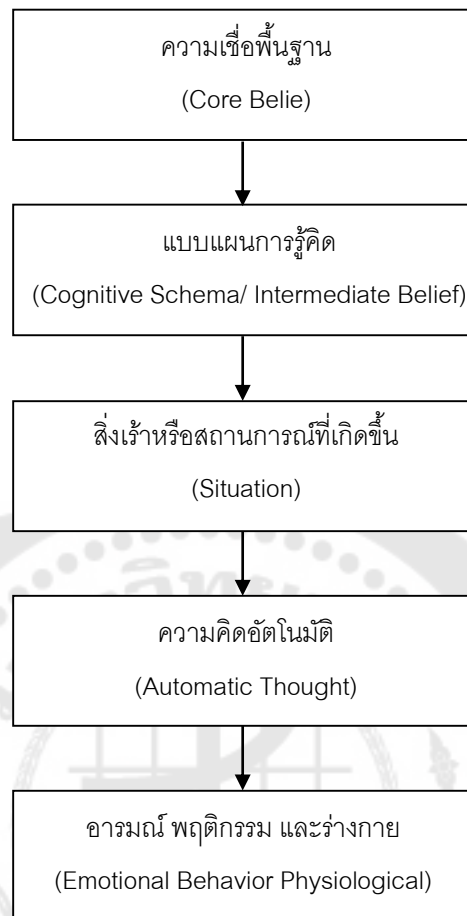 ความเชื่อพื้นฐาน
(Core Belie)
แบบแผนการรู้คิด
(Cognitive Schema/ Intermediate Belief)
สิ่งเร้าหรือสถานการณ์ที่เกิดขึ้น
(Situation)
ความคิดอัตโนมัติ
(Automatic Thought)
อารมณ์ พฤติกรรม และร่างกาย
(Emotional Behavior Physiological)